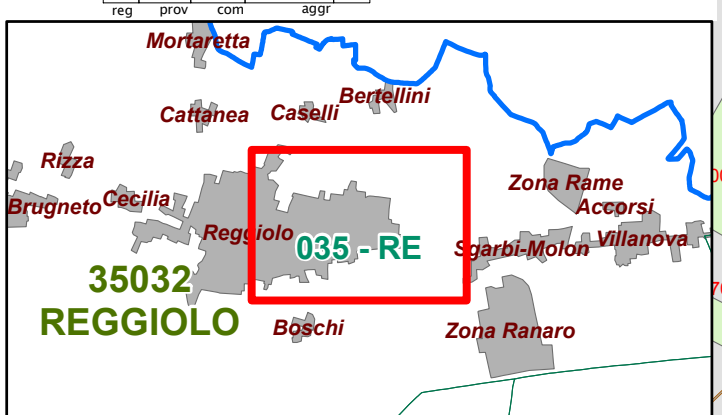 reg prov com aggr
Mortaretta
Bertellini
Cattanea Caselli
Rizza
Zona Rame
Brugneto Cecilia
Accorsi
Reggiolo
035 - RE
Sgarbi-Molon
Villanova
35032
REGGIOLO
Boschi
Zona Ranaro